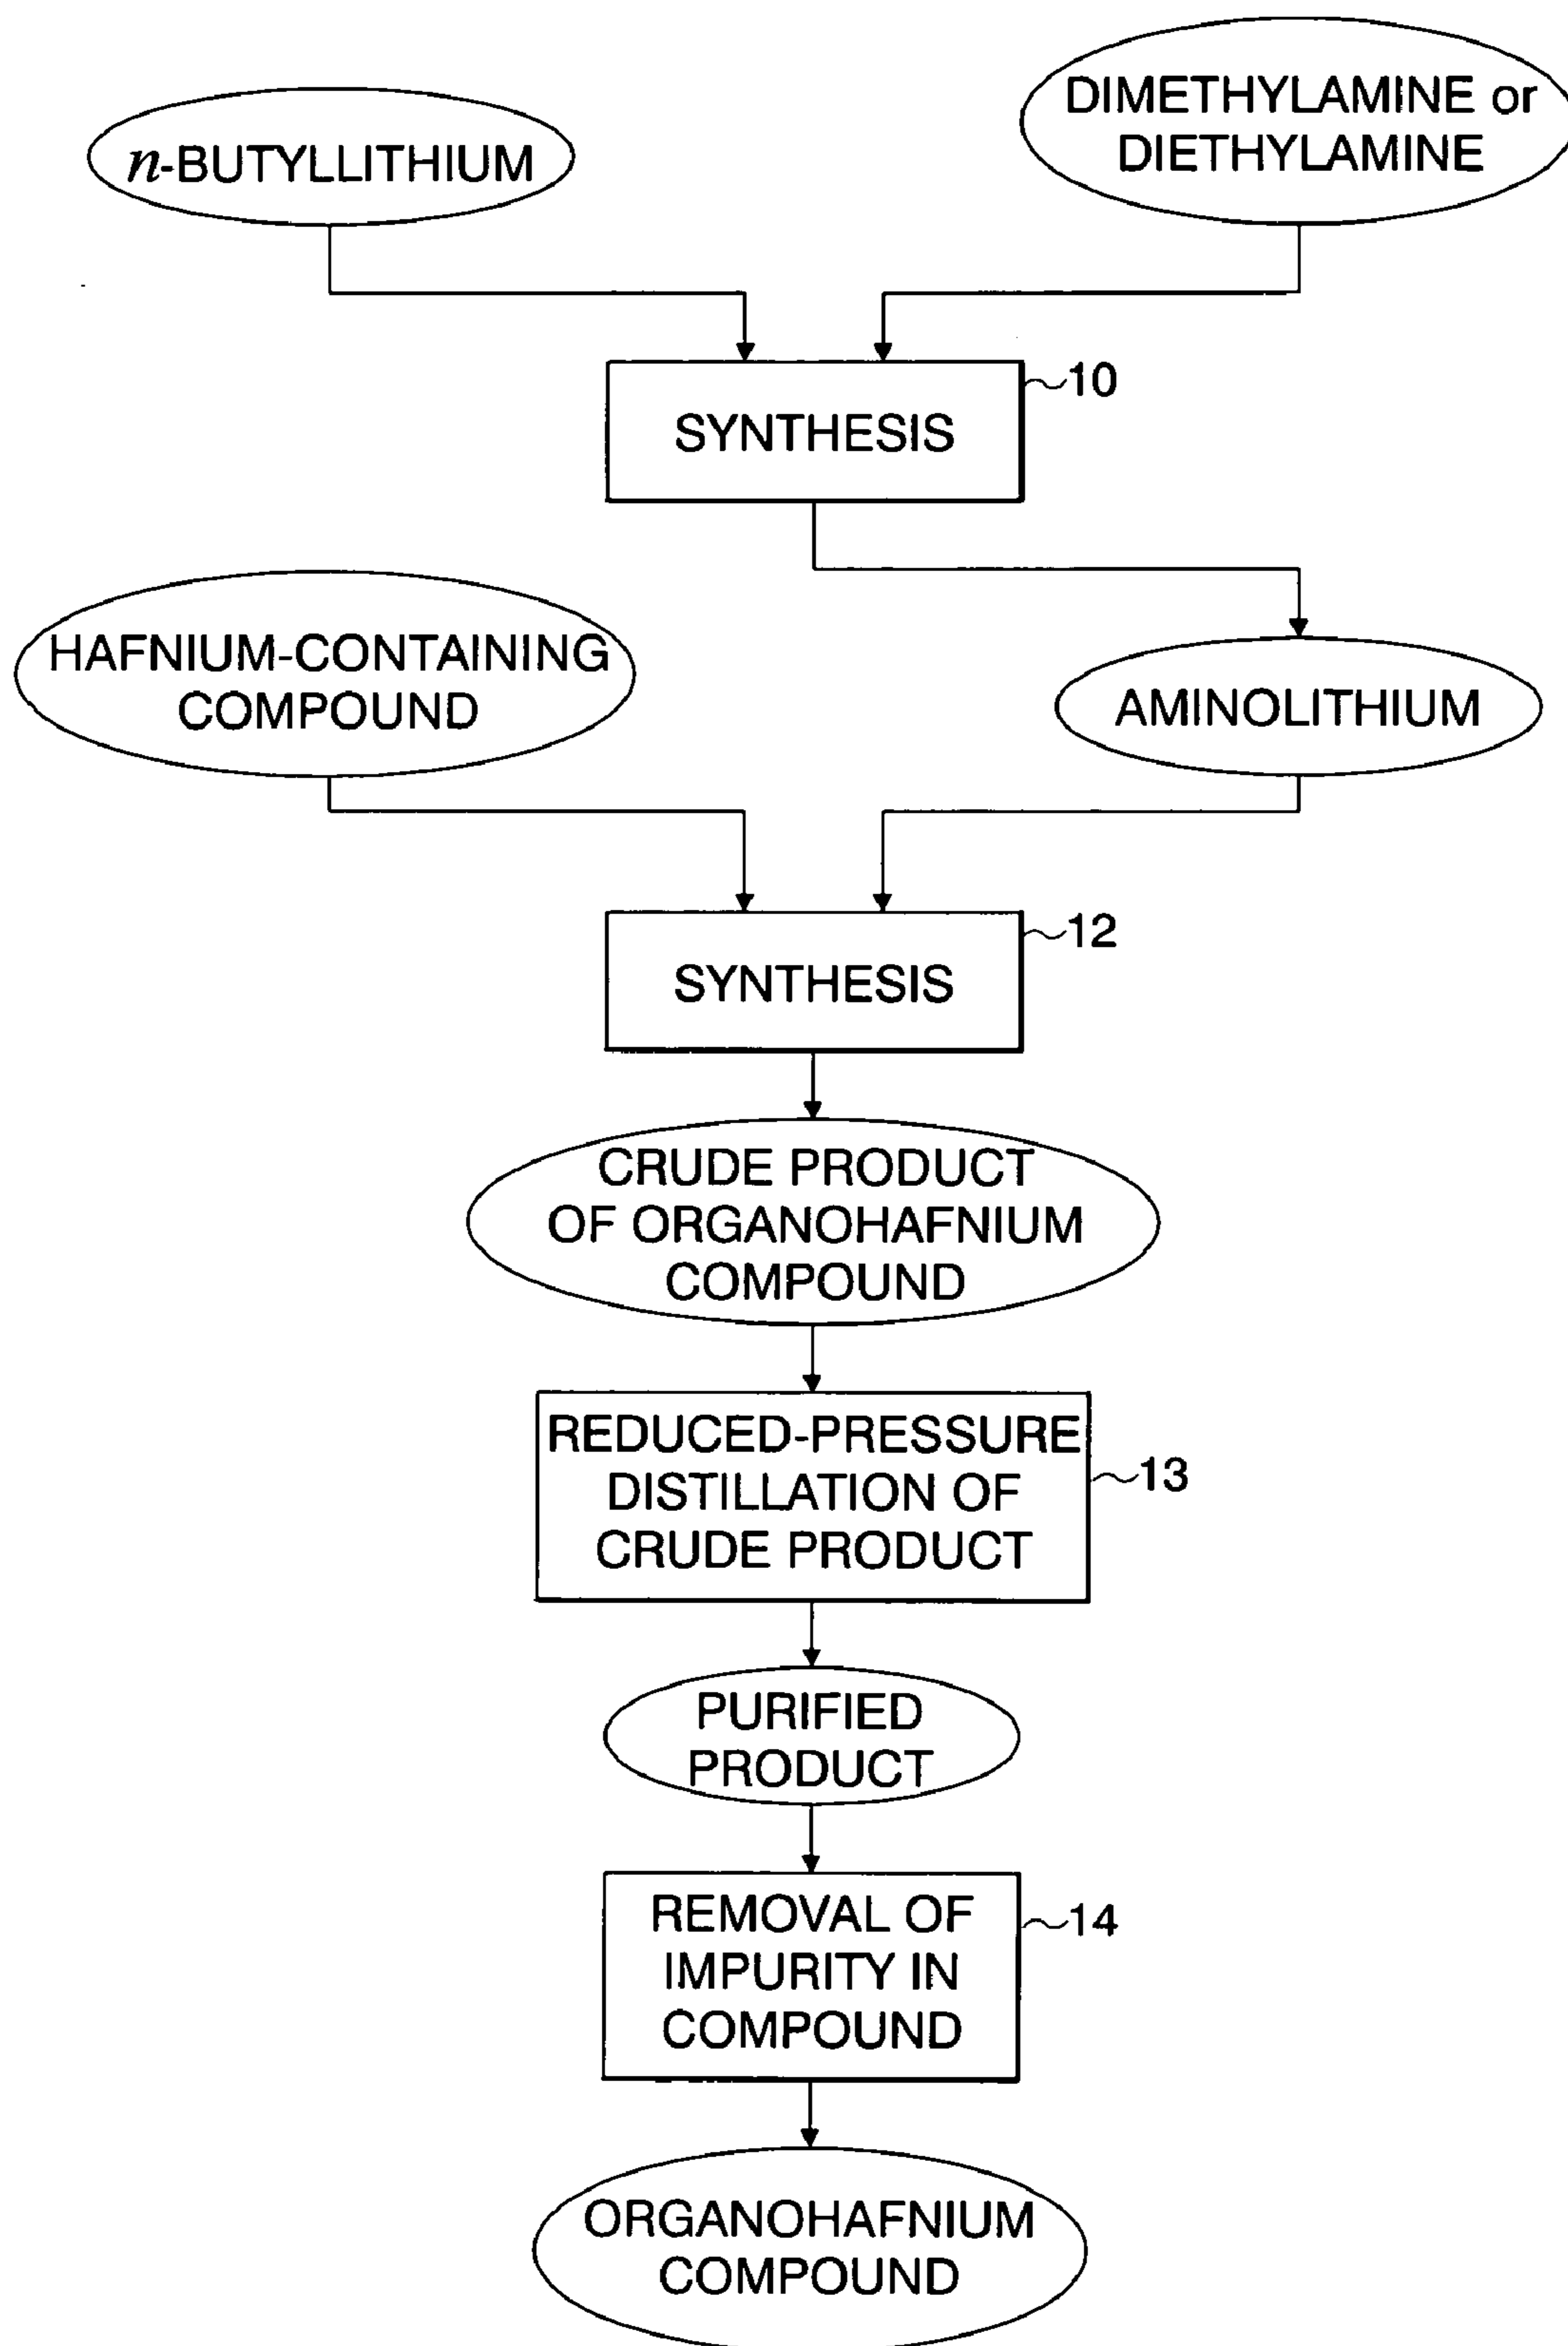 n-BUTYLLITHIUM
DIMETHYLAMINE or
DIETHYLAMINE
10
SYNTHESIS
HAFNIUM-CONTAINING
COMPOUND
AMINOLITHIUM
12
SYNTHESIS
CRUDE PRODUCT
OF ORGANOHAFNIUM
COMPOUND
REDUCED-PRESSURE
DISTILLATION OF
CRUDE PRODUCT
13
PURIFIED
PRODUCT
REMOVAL OF
IMPURITY IN
COMPOUND
14
ORGANOHAFNIUM
COMPOUND